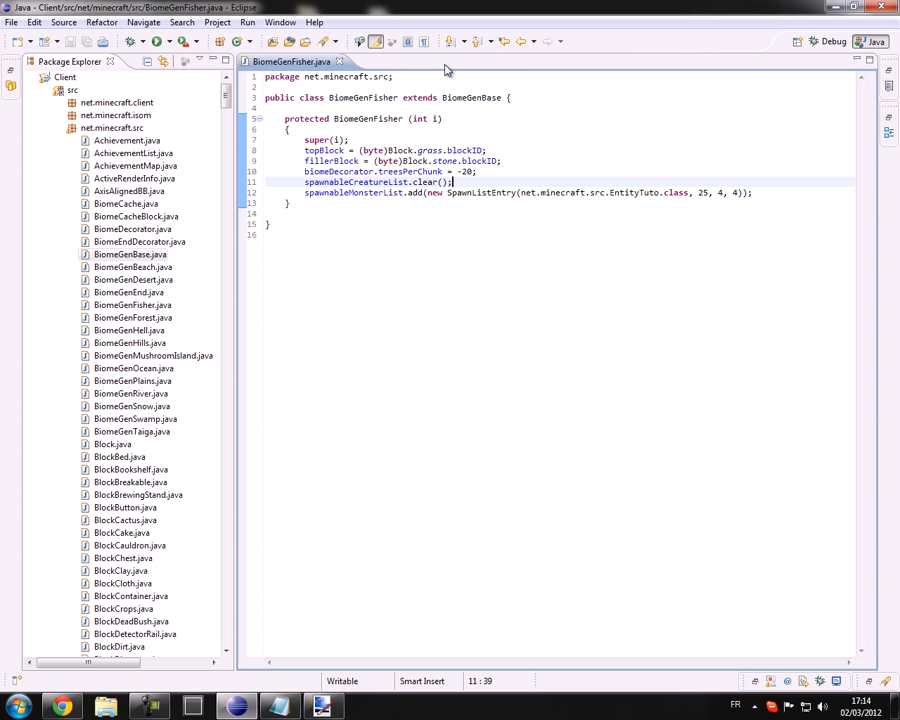 Java - Client/src/net/minecraft/src/BiomeGenFisher.java - Eclipse
File Edit Source Refactor Navigate Search Project Run Window Help
Debug Java
Package Explorer
BiomeGenFisher.java
Client
src
net.minecraft.client
net.minecraft.isom
net.minecraft.src
Achievement.java
AchievementList.java
AchievementMap.java
ActiveRenderInfo.java
AxisAlignedBB.java
BiomeCache.java
BiomeCacheBlock.java
BiomeDecorator.java
BiomeEndDecorator.java
BiomeGenBase.java
BiomeGenBeach.java
BiomeGenDesert.java
BiomeGenEnd.java
BiomeGenFisher.java
BiomeGenForest.java
BiomeGenHell.java
BiomeGenHills.java
BiomeGenMushroomIsland.java
BiomeGenOcean.java
BiomeGenPlains.java
BiomeGenRiver.java
BiomeGenSnow.java
BiomeGenSwamp.java
BiomeGenTaiga.java
Block.java
BlockBed.java
BlockBookshelf.java
BlockBreakable.java
BlockBrewingStand.java
BlockButton.java
BlockCactus.java
BlockCake.java
BlockCauldron.java
BlockChest.java
BlockClay.java
BlockCloth.java
BlockContainer.java
BlockCrops.java
BlockDeadBush.java
BlockDetectorRail.java
BlockDirt.java
1 package net.minecraft.src;
2
3 public class BiomeGenFisher extends BiomeGenBase {
4
5 protected BiomeGenFisher (int i)
6 {
7 super(i);
8 topBlock = (byte)Block.grass.blockID;
9 fillerBlock = (byte)Block.stone.blockID;
10 biomeDecorator.treesPerChunk = -20;
11 spawnableCreatureList.clear();
12 spawnableMonsterList.add(new SpawnListEntry(net.minecraft.src.EntityTuto.class, 25, 4, 4));
13 }
14
15 }
16
Writable Smart Insert 11 : 39
FR 17:14
02/03/2012